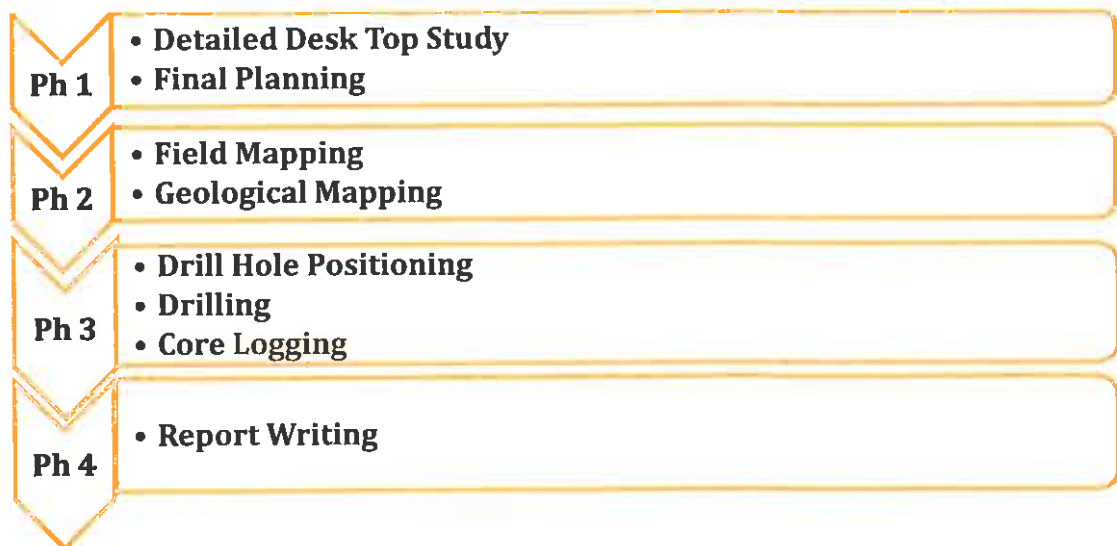 Ph 1
• Detailed Desk Top Study
• Final Planning
Ph 2
• Field Mapping
• Geological Mapping
Ph 3
• Drill Hole Positioning
• Drilling
• Core Logging
Ph 4
• Report Writing